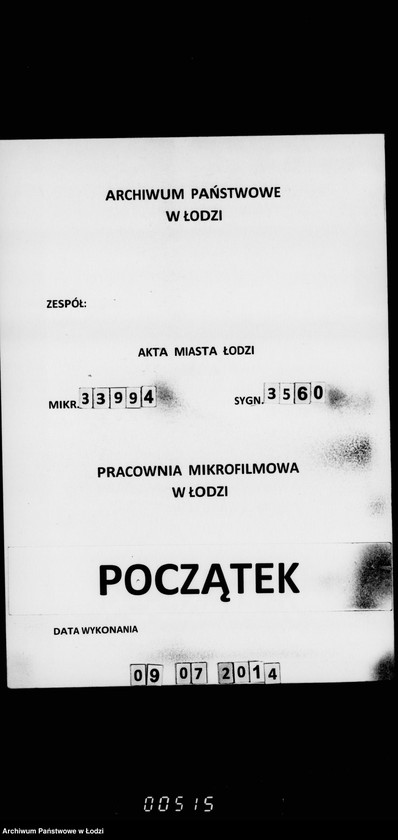 ARCHIWUM PAŃSTWOWE
W ŁODZI
ZESPÓŁ:
AKTA MIASTA ŁODZI
MIKR. 33994 SYGN. 3560
PRACOWNIA MIKROFILMOWA
W ŁODZI
POCZĄTEK
DATA WYKONANIA
09 07 2014
00515
Archiwum Państwowe w Łodzi